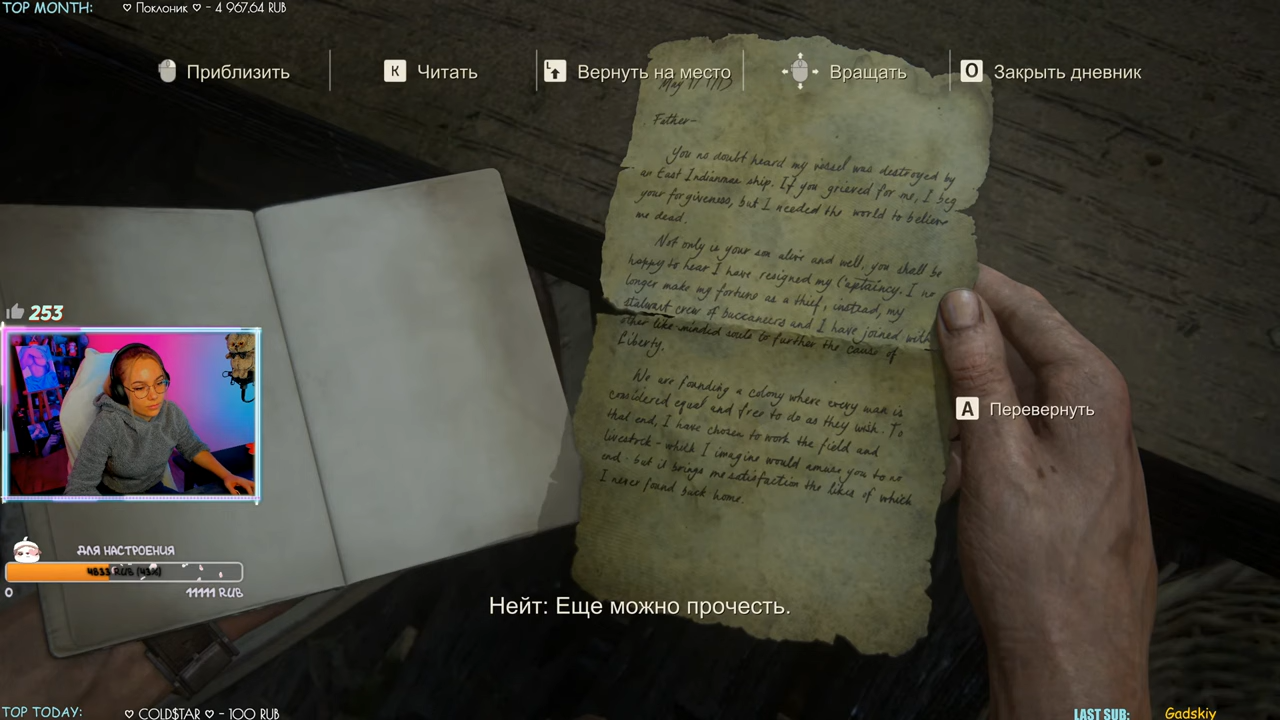 TOP MONTH:
♡ Поклоник ♡ - 4 967,64 RUB
Приблизить
К Читать
L Вернуть на место
Вращать
O Закрыть дневник
Father-
You no doubt heard my vessel was destroyed by
an East Indiaman ship. If you grieved for me, I beg
your forgiveness, but I needed the world to believe
me dead.
Not only is your son alive and well, you shall be
happy to hear I have resigned my Captaincy. I no
longer make my fortune as a thief, instead, my
stalwart crew of buccaneers and I have joined with
other like minded souls to further the cause of
Liberty.
We are founding a colony where every man is
considered equal and free to do as they wish. To
that end, I have chosen to work the field and
livestock - which I imagine would amuse you to no
end - but it brings me satisfaction the likes of which
I never found back home.
A Перевернуть
253
ДЛЯ НАСТРОЕНИЯ
4833 RUB (43%)
0
11111 RUB
Нейт: Еще можно прочесть.
TOP TODAY:
♡ COLD$TAR ♡ - 100 RUB
LAST SUB:
Gadskiy